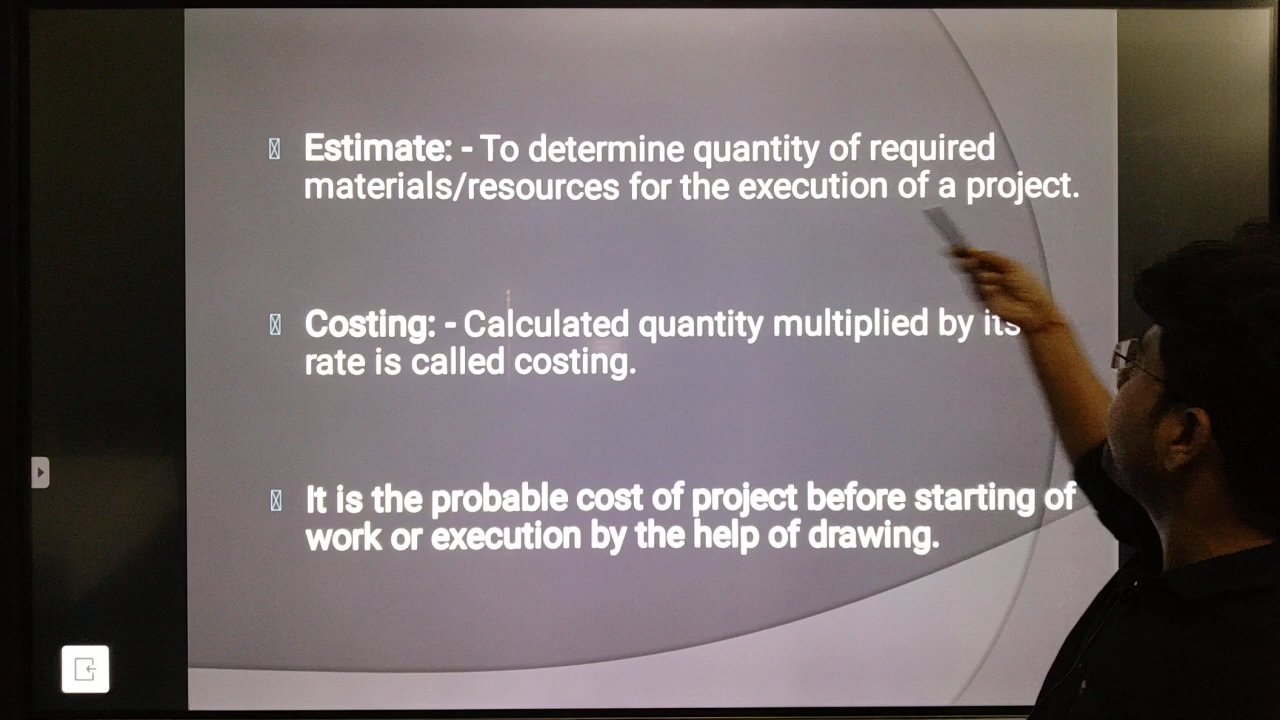 Estimate: - To determine quantity of required
materials/resources for the execution of a project.
Costing: - Calculated quantity multiplied by its
rate is called costing.
It is the probable cost of project before starting of
work or execution by the help of drawing.